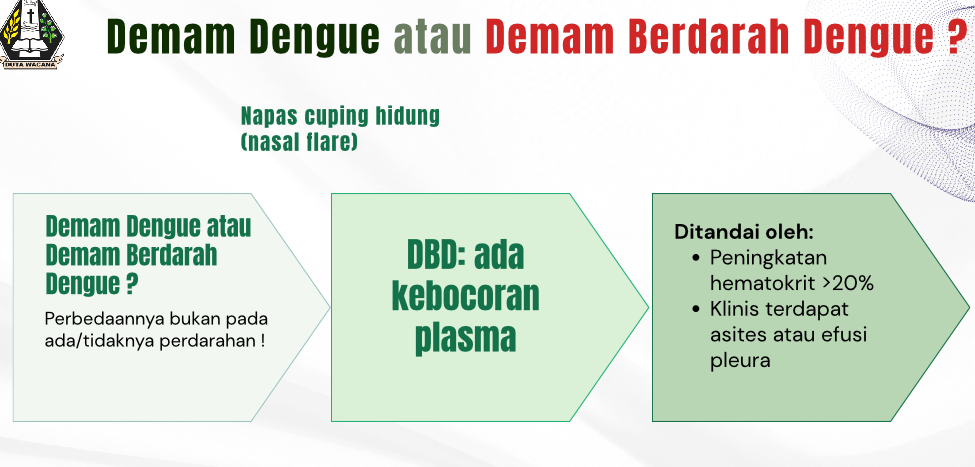 DUTA WACANA
Demam Dengue atau Demam Berdarah Dengue ?
Napas cuping hidung
(nasal flare)
Demam Dengue atau
Demam Berdarah
Dengue ?
Perbedaannya bukan pada
ada/tidaknya perdarahan !
DBD: ada
kebocoran
plasma
Ditandai oleh:
• Peningkatan
hematokrit >20%
• Klinis terdapat
asites atau efusi
pleura